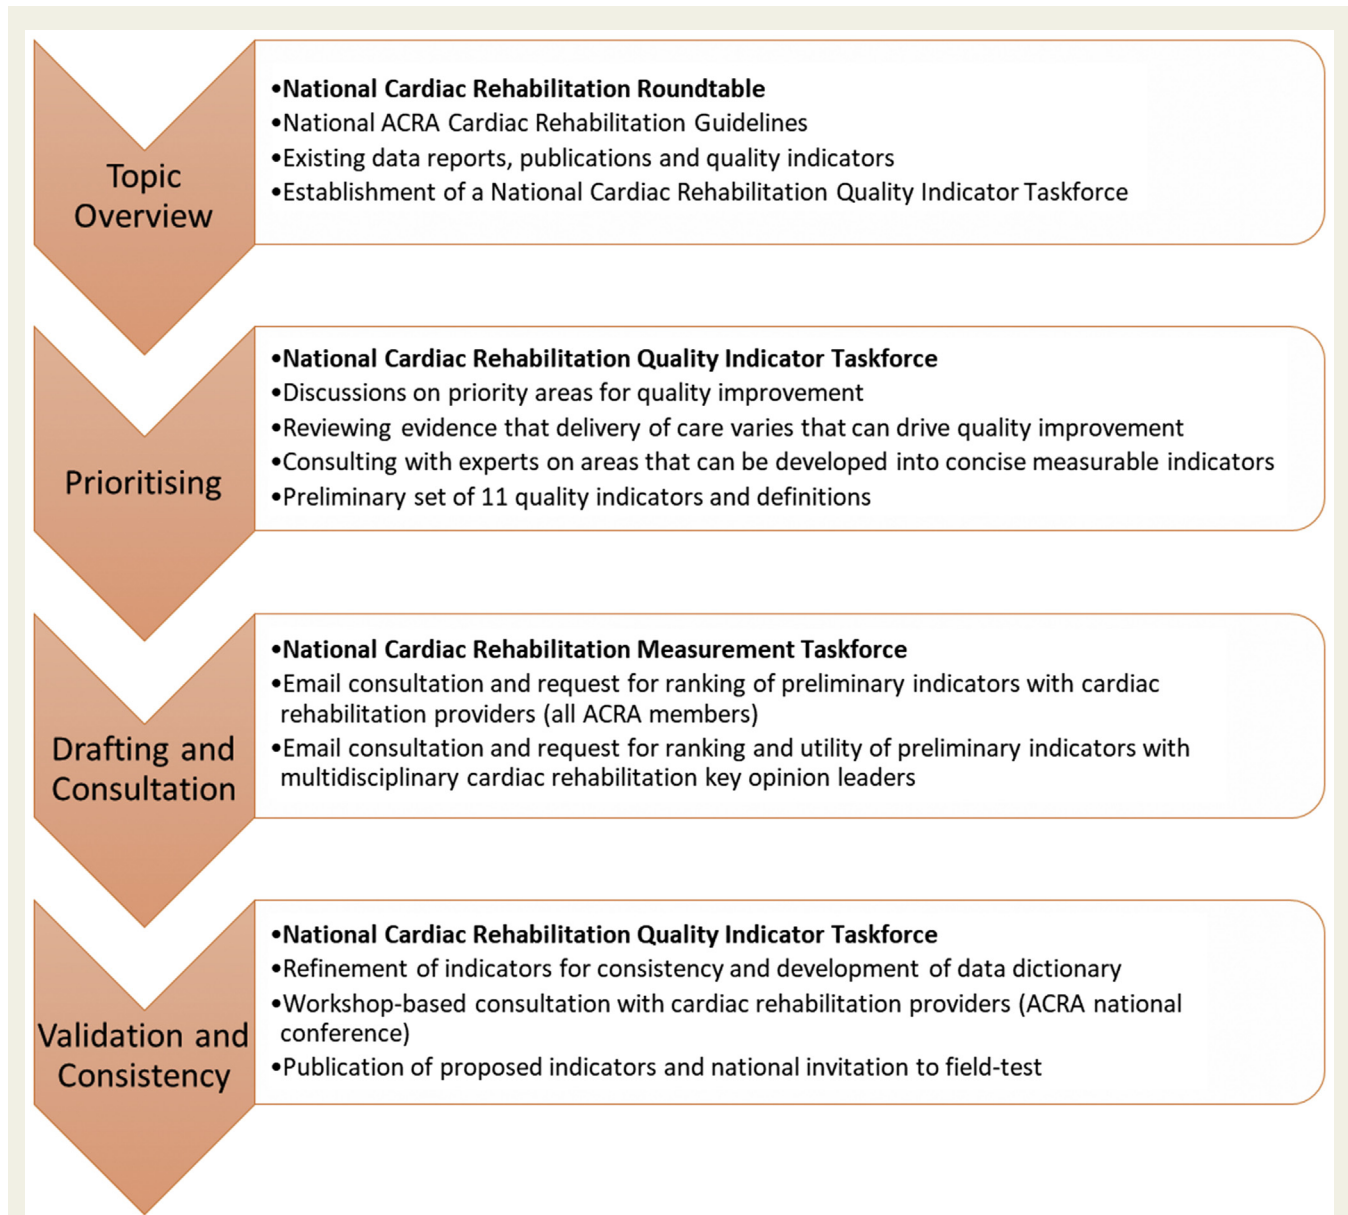 Topic
Overview
•National Cardiac Rehabilitation Roundtable
•National ACRA Cardiac Rehabilitation Guidelines
•Existing data reports, publications and quality indicators
•Establishment of a National Cardiac Rehabilitation Quality Indicator Taskforce
Prioritising
•National Cardiac Rehabilitation Quality Indicator Taskforce
•Discussions on priority areas for quality improvement
•Reviewing evidence that delivery of care varies that can drive quality improvement
•Consulting with experts on areas that can be developed into concise measurable indicators
•Preliminary set of 11 quality indicators and definitions
Drafting and
Consultation
•National Cardiac Rehabilitation Measurement Taskforce
•Email consultation and request for ranking of preliminary indicators with cardiac
rehabilitation providers (all ACRA members)
•Email consultation and request for ranking and utility of preliminary indicators with
multidisciplinary cardiac rehabilitation key opinion leaders
Validation and
Consistency
•National Cardiac Rehabilitation Quality Indicator Taskforce
•Refinement of indicators for consistency and development of data dictionary
•Workshop-based consultation with cardiac rehabilitation providers (ACRA national
conference)
•Publication of proposed indicators and national invitation to field-test